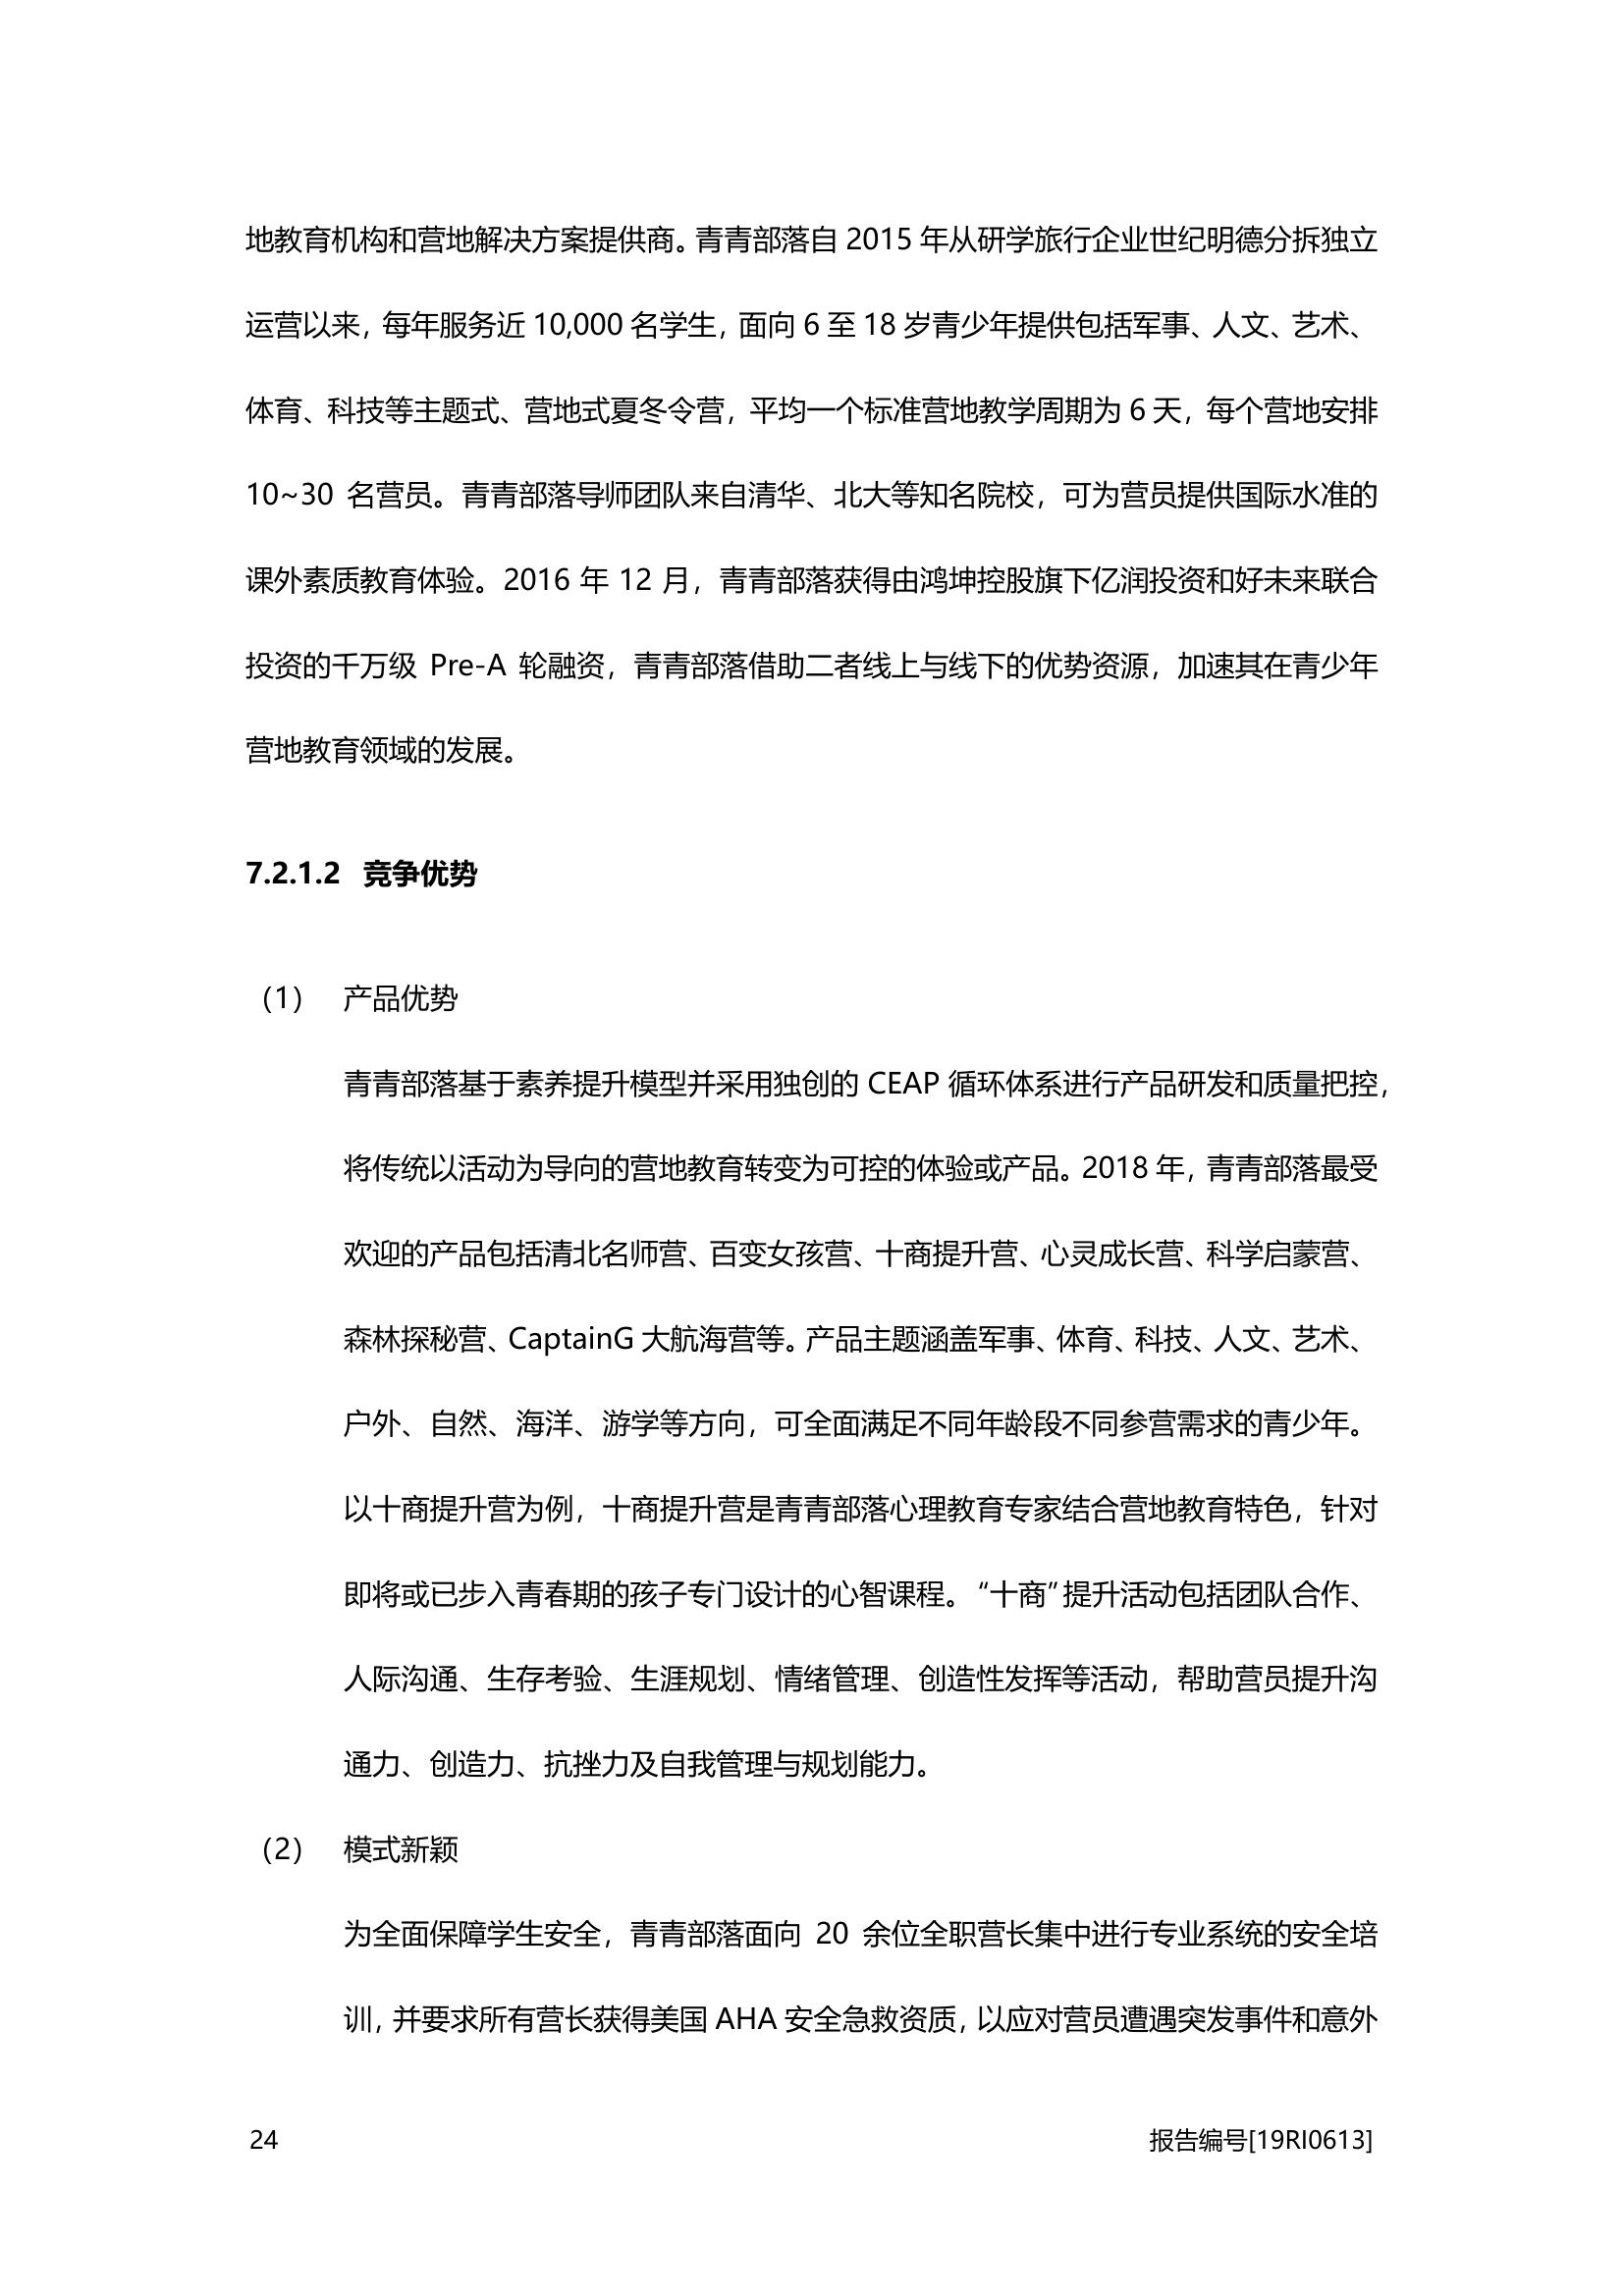 地教育机构和营地解决方案提供商。青青部落自 2015 年从研学旅行企业世纪明德分拆独立
运营以来，每年服务近 10,000 名学生，面向 6 至 18 岁青少年提供包括军事、人文、艺术、
体育、科技等主题式、营地式夏冬令营，平均一个标准营地教学周期为 6 天，每个营地安排
10~30 名营员。青青部落导师团队来自清华、北大等知名院校，可为营员提供国际水准的
课外素质教育体验。2016 年 12 月，青青部落获得由鸿坤控股旗下亿润投资和好未来联合
投资的千万级 Pre-A 轮融资，青青部落借助二者线上与线下的优势资源，加速其在青少年
营地教育领域的发展。
7.2.1.2 竞争优势
（1） 产品优势
青青部落基于素养提升模型并采用独创的 CEAP 循环体系进行产品研发和质量把控，
将传统以活动为导向的营地教育转变为可控的体验或产品。2018 年，青青部落最受
欢迎的产品包括清北名师营、百变女孩营、十商提升营、心灵成长营、科学启蒙营、
森林探秘营、CaptainG 大航海营等。产品主题涵盖军事、体育、科技、人文、艺术、
户外、自然、海洋、游学等方向，可全面满足不同年龄段不同参营需求的青少年。
以十商提升营为例，十商提升营是青青部落心理教育专家结合营地教育特色，针对
即将或已步入青春期的孩子专门设计的心智课程。“十商”提升活动包括团队合作、
人际沟通、生存考验、生涯规划、情绪管理、创造性发挥等活动，帮助营员提升沟
通力、创造力、抗挫力及自我管理与规划能力。
（2） 模式新颖
为全面保障学生安全，青青部落面向 20 余位全职营长集中进行专业系统的安全培
训，并要求所有营长获得美国 AHA 安全急救资质，以应对营员遭遇突发事件和意外
24
报告编号[19RI0613]